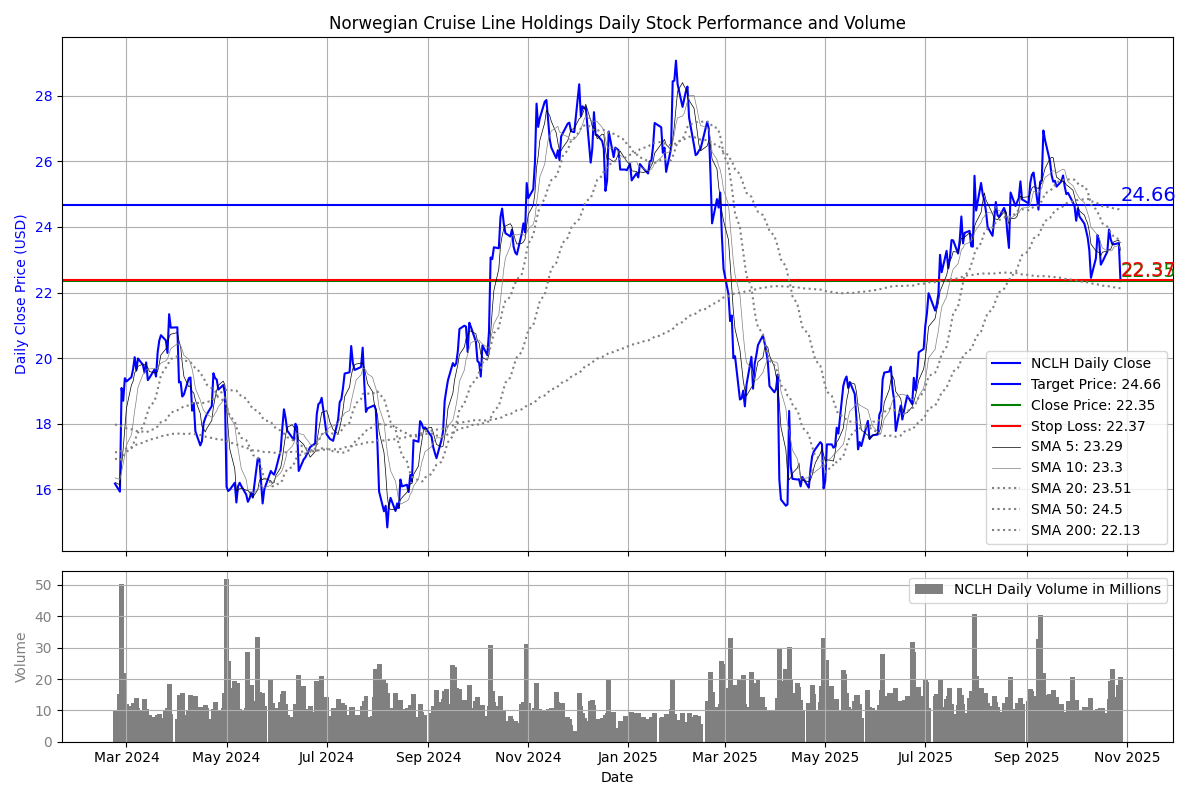 Norwegian Cruise Line Holdings Daily Stock Performance and Volume
Daily Close Price (USD)
28
26
24
22
20
18
16
24.66
22.37
NCLH Daily Close
Target Price: 24.66
Close Price: 22.35
Stop Loss: 22.37
SMA 5: 23.29
SMA 10: 23.3
SMA 20: 23.51
SMA 50: 24.5
SMA 200: 22.13
Volume
50
40
30
20
10
0
NCLH Daily Volume in Millions
Mar 2024
May 2024
Jul 2024
Sep 2024
Nov 2024
Jan 2025
Mar 2025
May 2025
Jul 2025
Sep 2025
Nov 2025
Date